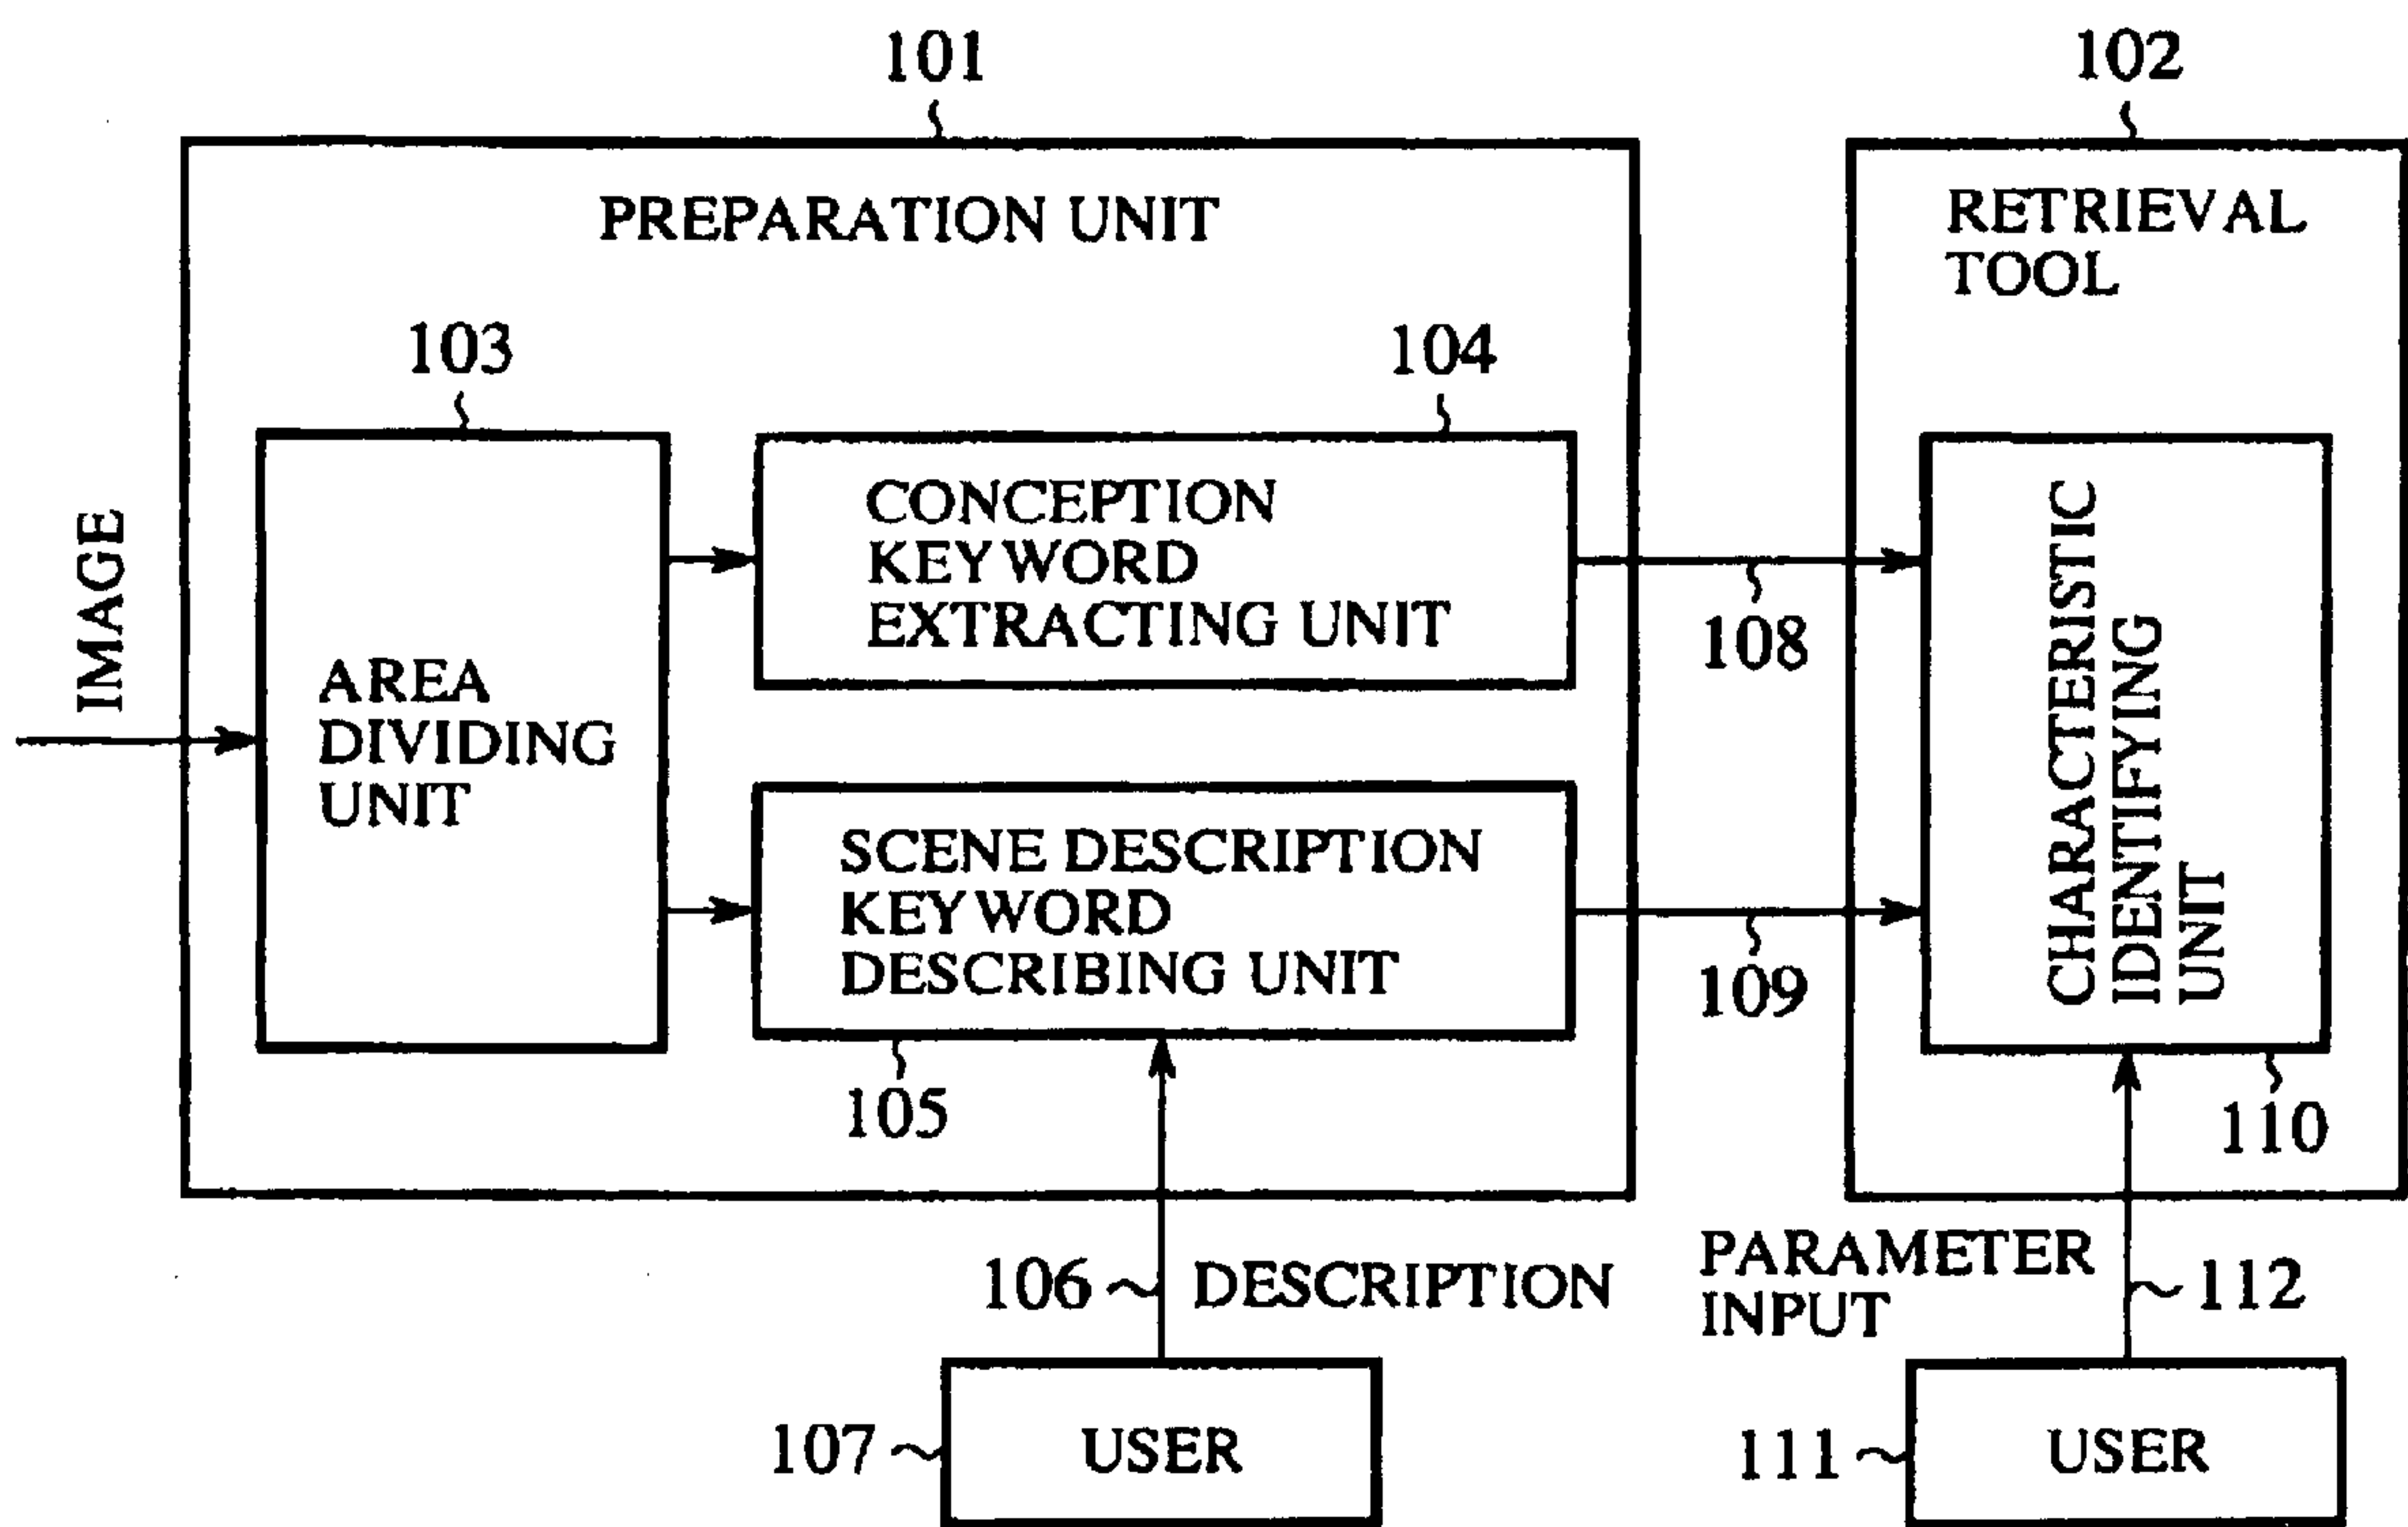 101
102
PREPARATION UNIT
RETRIEVAL
TOOL
103
104
IMAGE
AREA
DIVIDING
UNIT
CONCEPTION
KEYWORD
EXTRACTING UNIT
108
SCENE DESCRIPTION
KEYWORD
DESCRIBING UNIT
109
CHARACTERISTIC
IDENTIFYING
UNIT
105
110
106
DESCRIPTION
PARAMETER
INPUT
112
107
USER
111
USER